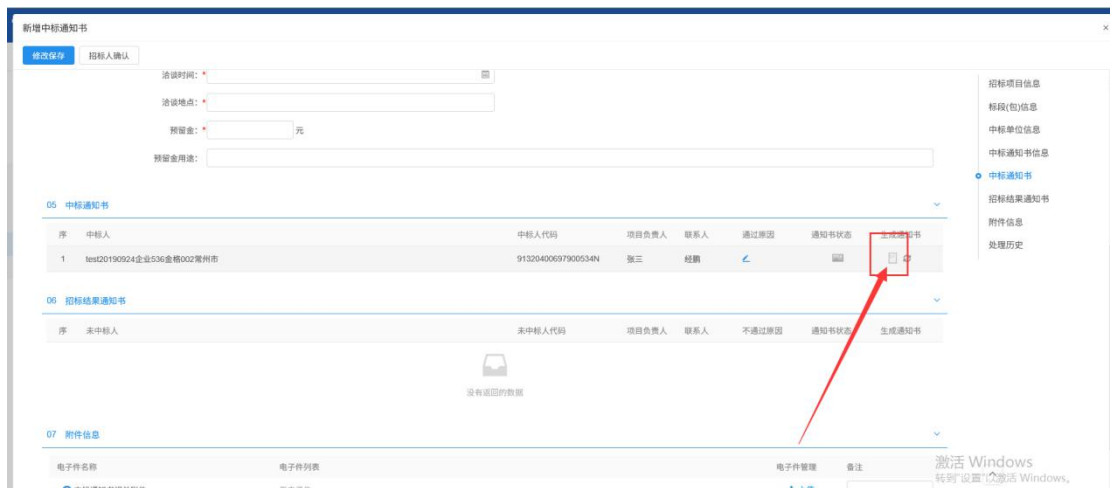 新增中标通知书
×
修改保存 招标人确认
洽谈时间: *
洽谈地点: *
预留金: * 元
预留金用途:
招标项目信息
标段(包)信息
中标单位信息
中标通知书信息
中标通知书
招标结果通知书
附件信息
处理历史
05 中标通知书
序 中标人 中标人代码 项目负责人 联系人 通过原因 通知书状态 生成通知书
1 test20190924企业536金格002常州市 91320400697900534N 张三 经鹏
06 招标结果通知书
序 未中标人 未中标人代码 项目负责人 联系人 不通过原因 通知书状态 生成通知书
没有返回的数据
07 附件信息
电子件名称 电子件列表 电子件管理 备注
激活 Windows
转到"设置"以激活 Windows。